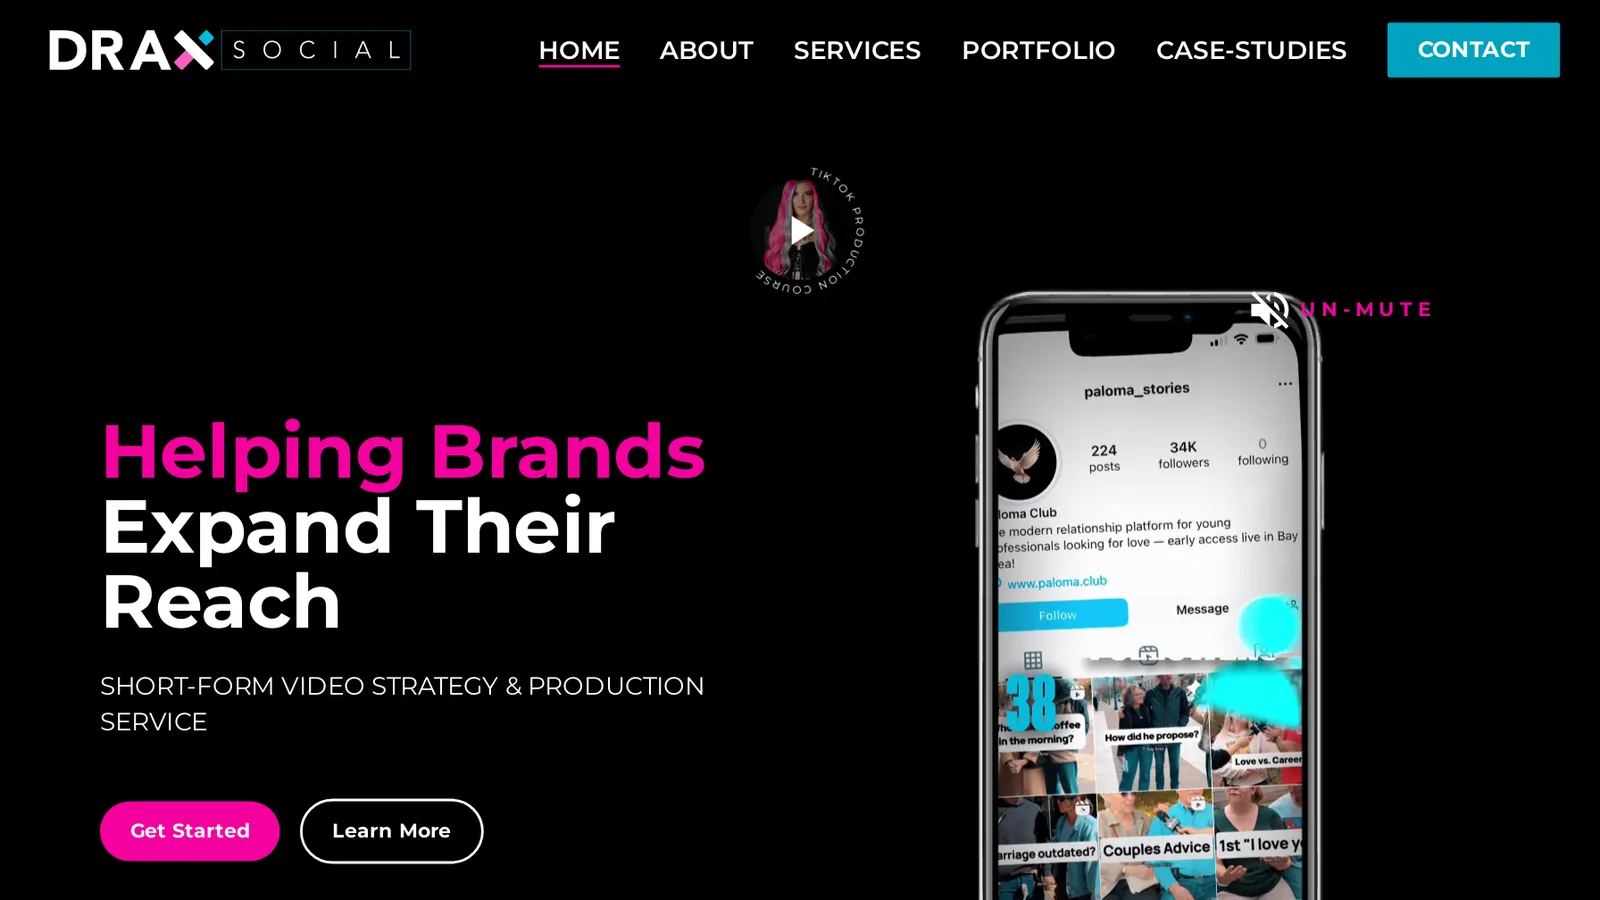 DRAX SOCIAL
HOME
ABOUT
SERVICES
PORTFOLIO
CASE-STUDIES
CONTACT
TIKTOK PRODUCTION COURSE
UN-MUTE
Helping Brands
Expand Their
Reach
SHORT-FORM VIDEO STRATEGY & PRODUCTION
SERVICE
Get Started
Learn More
paloma_stories
224
posts
34K
followers
0
following
loma Club
e modern relationship platform for young
ofessionals looking for love — early access live in Bay
ea!
www.paloma.club
Follow
Message
38
offee
in the morning?
How did he propose?
Love vs. Career
arriage outdated?
Couples Advice
1st "I love y